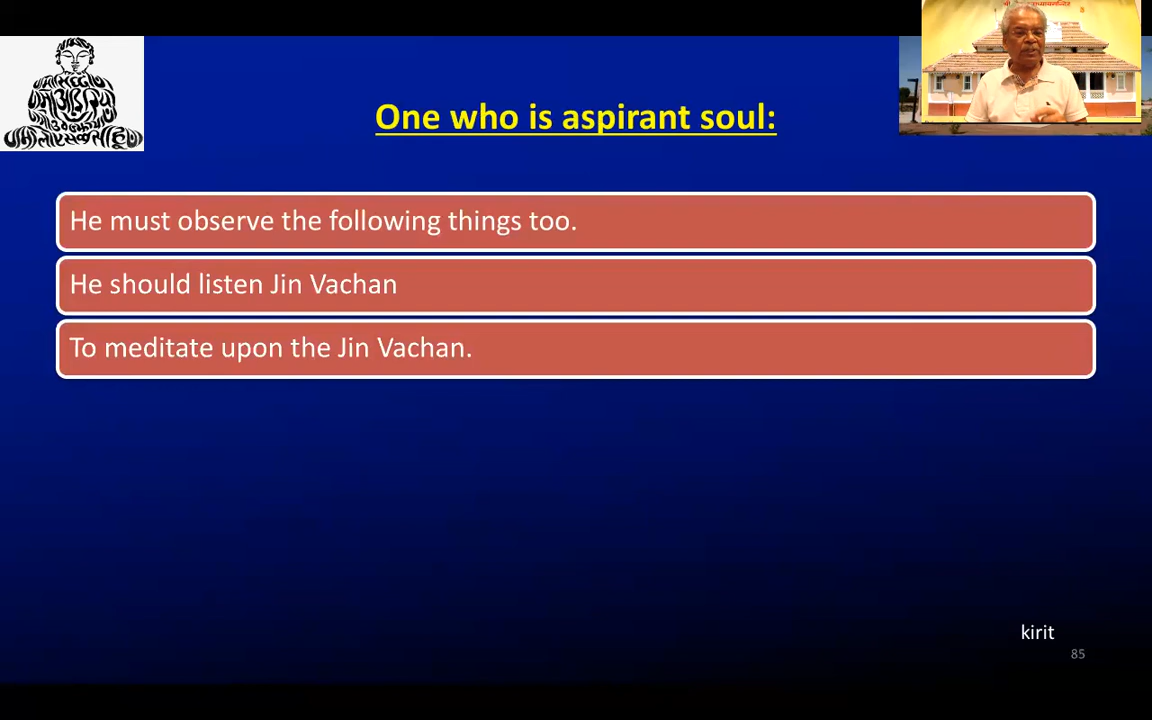 One who is aspirant soul:
He must observe the following things too.
He should listen Jin Vachan
To meditate upon the Jin Vachan.
kirit
85